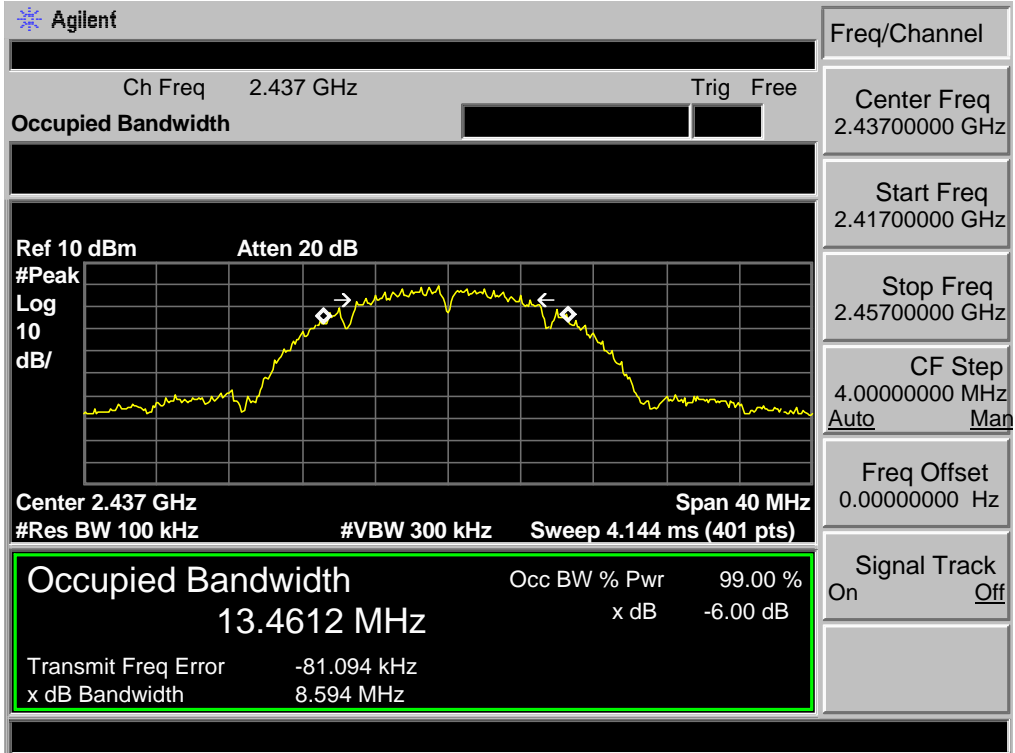 Agilent
Freq/Channel
Ch Freq 2.437 GHz Trig Free
Occupied Bandwidth
Center Freq
2.43700000 GHz
Start Freq
2.41700000 GHz
Stop Freq
2.45700000 GHz
CF Step
4.00000000 MHz
Auto Man
Freq Offset
0.00000000 Hz
Signal Track
On Off
Ref 10 dBm Atten 20 dB
#Peak
Log
10
dB/
Center 2.437 GHz Span 40 MHz
#Res BW 100 kHz #VBW 300 kHz Sweep 4.144 ms (401 pts)
Occupied Bandwidth Occ BW % Pwr 99.00 %
13.4612 MHz x dB -6.00 dB
Transmit Freq Error -81.094 kHz
x dB Bandwidth 8.594 MHz